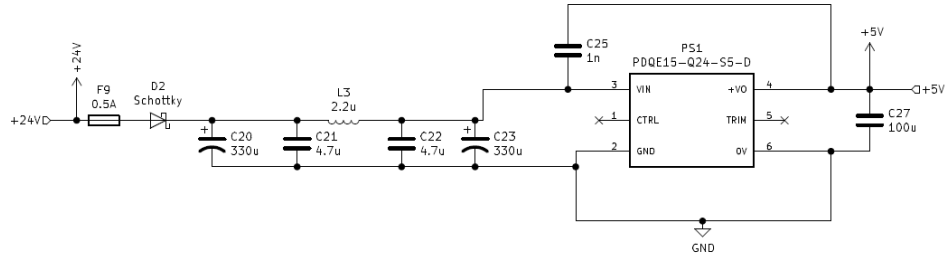 +24V
+24V
F9
0.5A
D2
Schottky
+
C20
330u
C21
4.7u
L3
2.2u
C22
4.7u
+
C23
330u
C25
1n
PS1
PDQE15-Q24-S5-D
3 VIN
1 CTRL
2 GND
+VO 4
TRIM 5
0V 6
+5V
+5V
C27
100u
GND